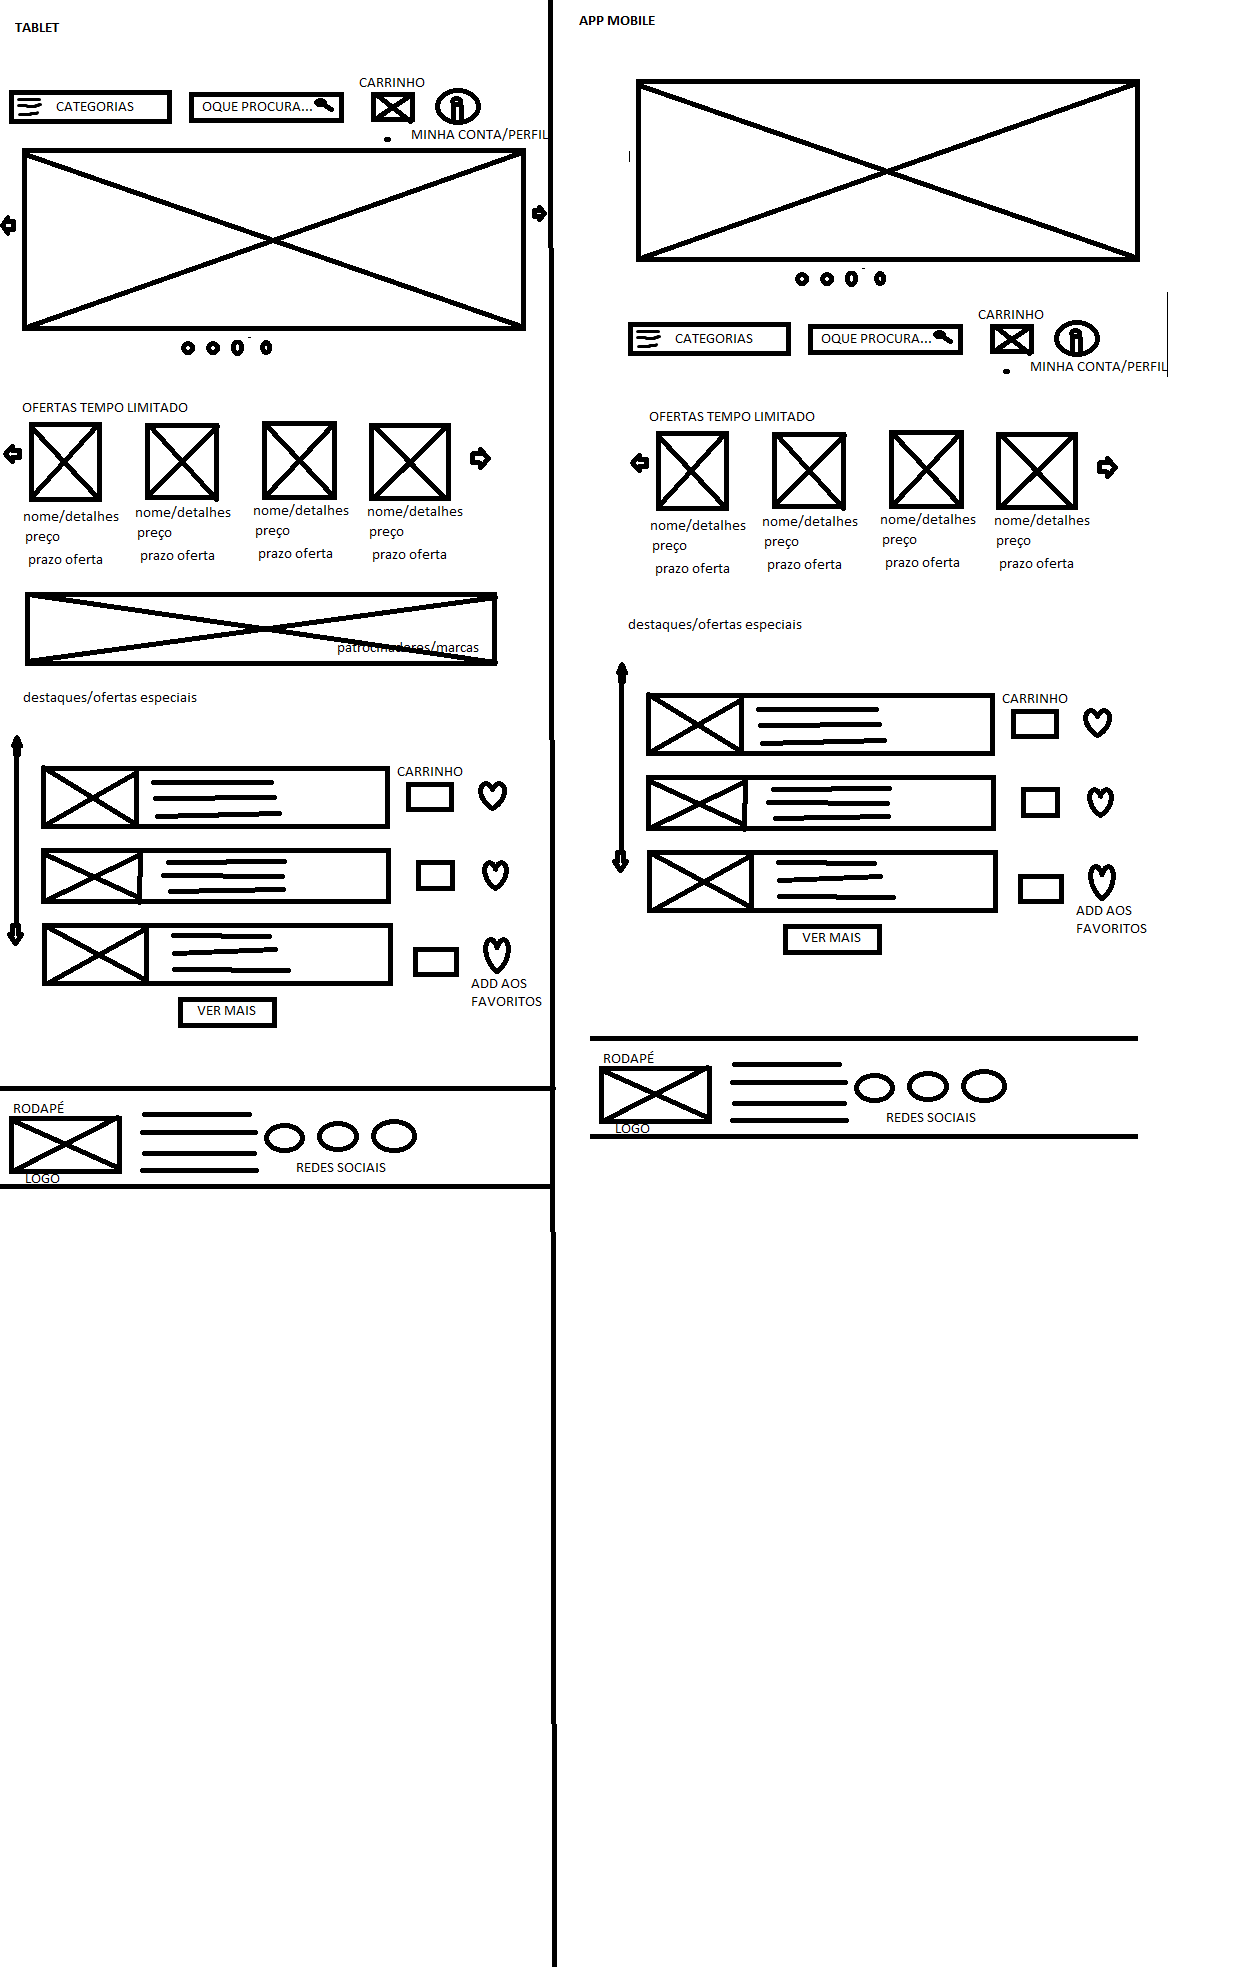 TABLET
CARRINHO
CATEGORIAS
OQUE PROCURA...
MINHA CONTA/PERFIL
OFERTAS TEMPO LIMITADO
nome/detalhes
preço
prazo oferta
nome/detalhes
preço
prazo oferta
nome/detalhes
preço
prazo oferta
nome/detalhes
preço
prazo oferta
patrocinadores/marcas
destaques/ofertas especiais
CARRINHO
ADD AOS
FAVORITOS
VER MAIS
RODAPÉ
LOGO
REDES SOCIAIS
APP MOBILE
CARRINHO
CATEGORIAS
OQUE PROCURA...
MINHA CONTA/PERFIL
OFERTAS TEMPO LIMITADO
nome/detalhes
preço
prazo oferta
nome/detalhes
preço
prazo oferta
nome/detalhes
preço
prazo oferta
nome/detalhes
preço
prazo oferta
destaques/ofertas especiais
CARRINHO
ADD AOS
FAVORITOS
VER MAIS
RODAPÉ
LOGO
REDES SOCIAIS